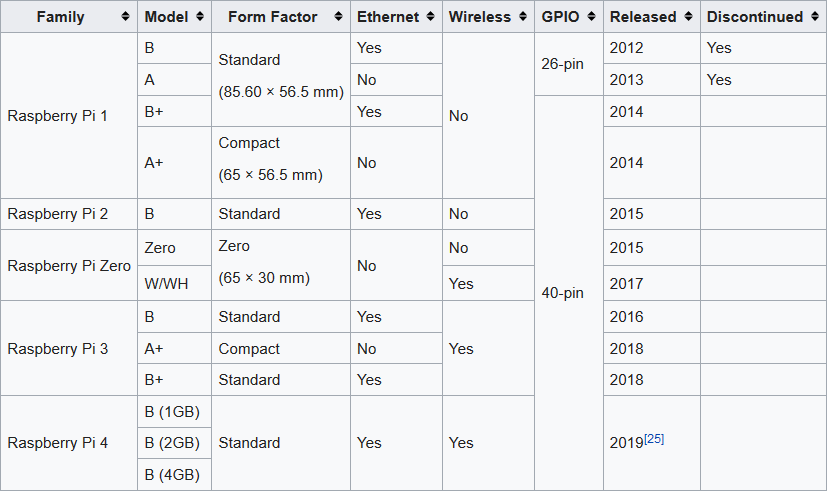 Family Model Form Factor Ethernet Wireless GPIO Released Discontinued
B Yes 2012 Yes
Standard
26-pin
A No 2013 Yes
(85.60 × 56.5 mm)
B+ Yes 2014
Raspberry Pi 1 No
Compact
A+ No 2014
(65 × 56.5 mm)
Raspberry Pi 2 B Standard Yes No 2015
Zero Zero No 2015
Raspberry Pi Zero No
(65 × 30 mm)
W/WH Yes 2017
40-pin
B Standard Yes 2016
Raspberry Pi 3 A+ Compact No Yes 2018
B+ Standard Yes 2018
B (1GB)
Raspberry Pi 4 B (2GB) Standard Yes Yes 2019[25]
B (4GB)